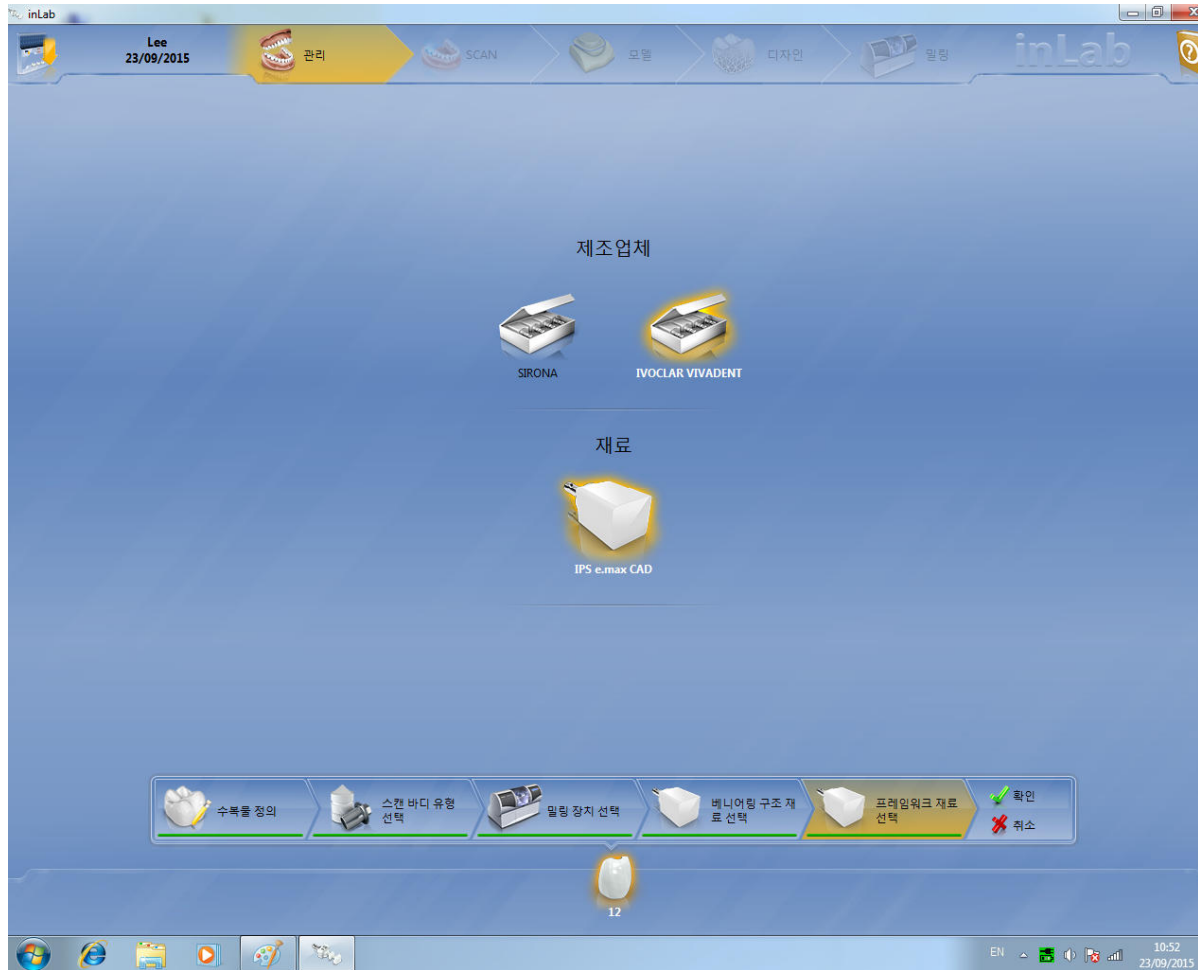 inLab
Lee
23/09/2015
관리
SCAN
모델
디자인
밀링
inLab
제조업체
SIRONA
IVOCLAR VIVADENT
재료
IPS e.max CAD
수복물 정의
스캔 바디 유형
선택
밀링 장치 선택
베니어링 구조 재
료 선택
프레임워크 재료
선택
확인
취소
12
EN
10:52
23/09/2015